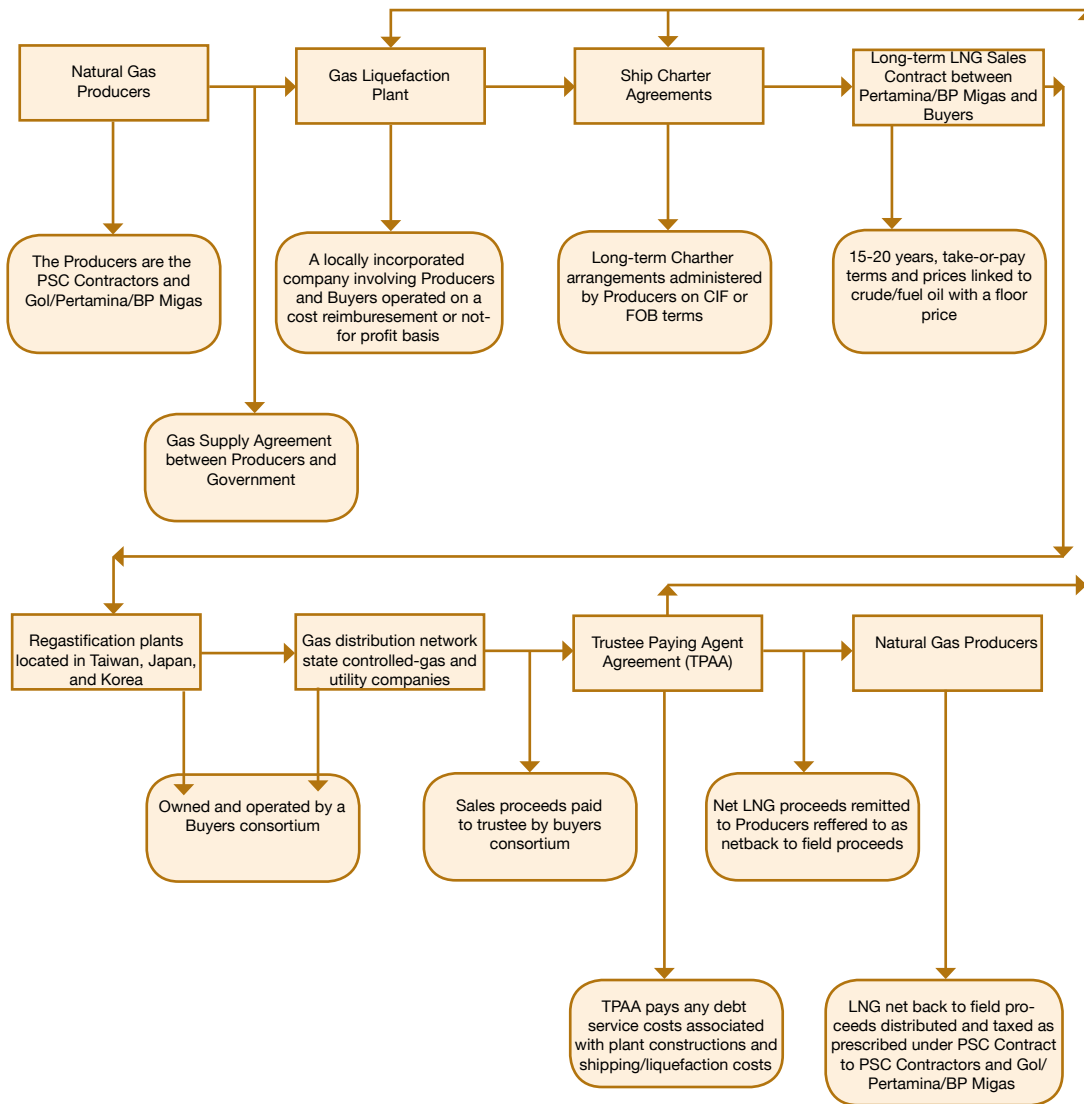 Natural Gas
Producers
Gas Liquefaction
Plant
Ship Charter
Agreements
Long-term LNG Sales
Contract between
Pertamina/BP Migas and
Buyers
The Producers are the
PSC Contractors and
GoI/Pertamina/BP Migas
A locally incorporated
company involving Producers
and Buyers operated on a
cost reimburesement or not-
for profit basis
Long-term Charther
arrangements administered
by Producers on CIF or
FOB terms
15-20 years, take-or-pay
terms and prices linked to
crude/fuel oil with a floor
price
Gas Supply Agreement
between Producers and
Government
Regastification plants
located in Taiwan, Japan,
and Korea
Gas distribution network
state controlled-gas and
utility companies
Trustee Paying Agent
Agreement (TPAA)
Natural Gas Producers
Owned and operated by a
Buyers consortium
Sales proceeds paid
to trustee by buyers
consortium
Net LNG proceeds remitted
to Producers reffered to as
netback to field proceeds
TPAA pays any debt
service costs associated
with plant constructions and
shipping/liquefaction costs
LNG net back to field pro-
ceeds distributed and taxed as
prescribed under PSC Contract
to PSC Contractors and GoI/
Pertamina/BP Migas